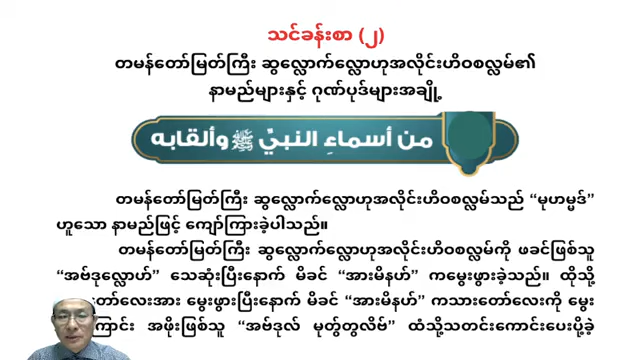 သင်ခန်းစာ (၂)
တမန်တော်မြတ်ကြီး ဆွလ္လောက်လ္လောဟုအလိုင်းဟိဝစလ္လမ်၏
နာမည်များနှင့် ဂုဏ်ပုဒ်များအချို့
من أسماء النبيّ ﷺ وألقابه
တမန်တော်မြတ်ကြီး ဆွလ္လောက်လ္လောဟုအလိုင်းဟိဝစလ္လမ်သည် “မုဟမ္မဒ်”
ဟူသော နာမည်ဖြင့် ကျော်ကြားခဲ့ပါသည်။
တမန်တော်မြတ်ကြီး ဆွလ္လောက်လ္လောဟုအလိုင်းဟိဝစလ္လမ်ကို ဖခင်ဖြစ်သူ
“အဗ်ဒုလ္လောဟ်” သေဆုံးပြီးနောက် မိခင် “အားမိနဟ်” ကမွေးဖွားခဲ့သည်။ ထိုသို့
တော်လေးအား မွေးဖွားပြီးနောက် မိခင် “အားမိနဟ်” ကသားတော်လေးကို မွေး
ကြောင်း အဖိုးဖြစ်သူ “အဗ်ဒုလ် မုတွ်တွလိဗ်” ထံသို့သတင်းကောင်းပေးပို့ခဲ့